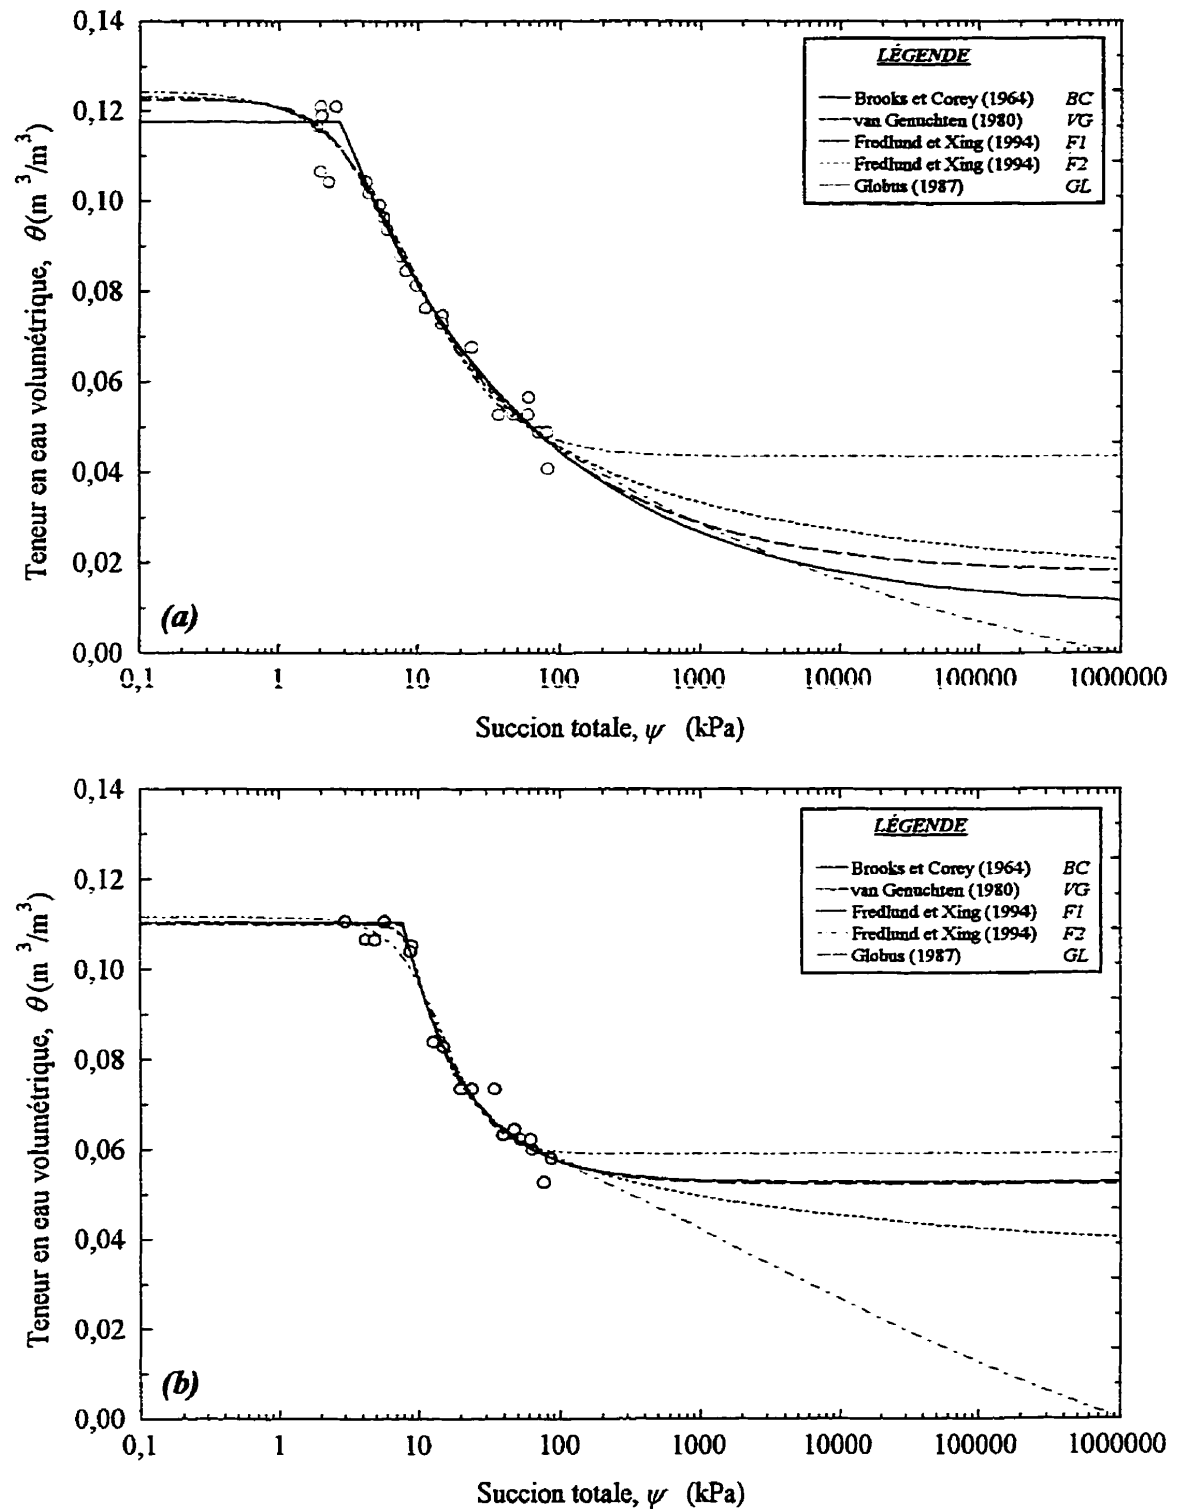 0,14
0,12
0,10
0,08
0,06
0,04
0,02
0,00
Teneur en eau volumétrique, θ (m³/m³)
LÉGENDE
Brooks et Corey (1964) BC
van Genuchten (1980) VG
Fredlund et Xing (1994) F1
Fredlund et Xing (1994) F2
Globus (1987) GL
(a)
0,1 1 10 100 1000 10000 100000 1000000
Succion totale, ψ (kPa)
0,14
0,12
0,10
0,08
0,06
0,04
0,02
0,00
Teneur en eau volumétrique, θ (m³/m³)
LÉGENDE
Brooks et Corey (1964) BC
van Genuchten (1980) VG
Fredlund et Xing (1994) F1
Fredlund et Xing (1994) F2
Globus (1987) GL
(b)
0,1 1 10 100 1000 10000 100000 1000000
Succion totale, ψ (kPa)